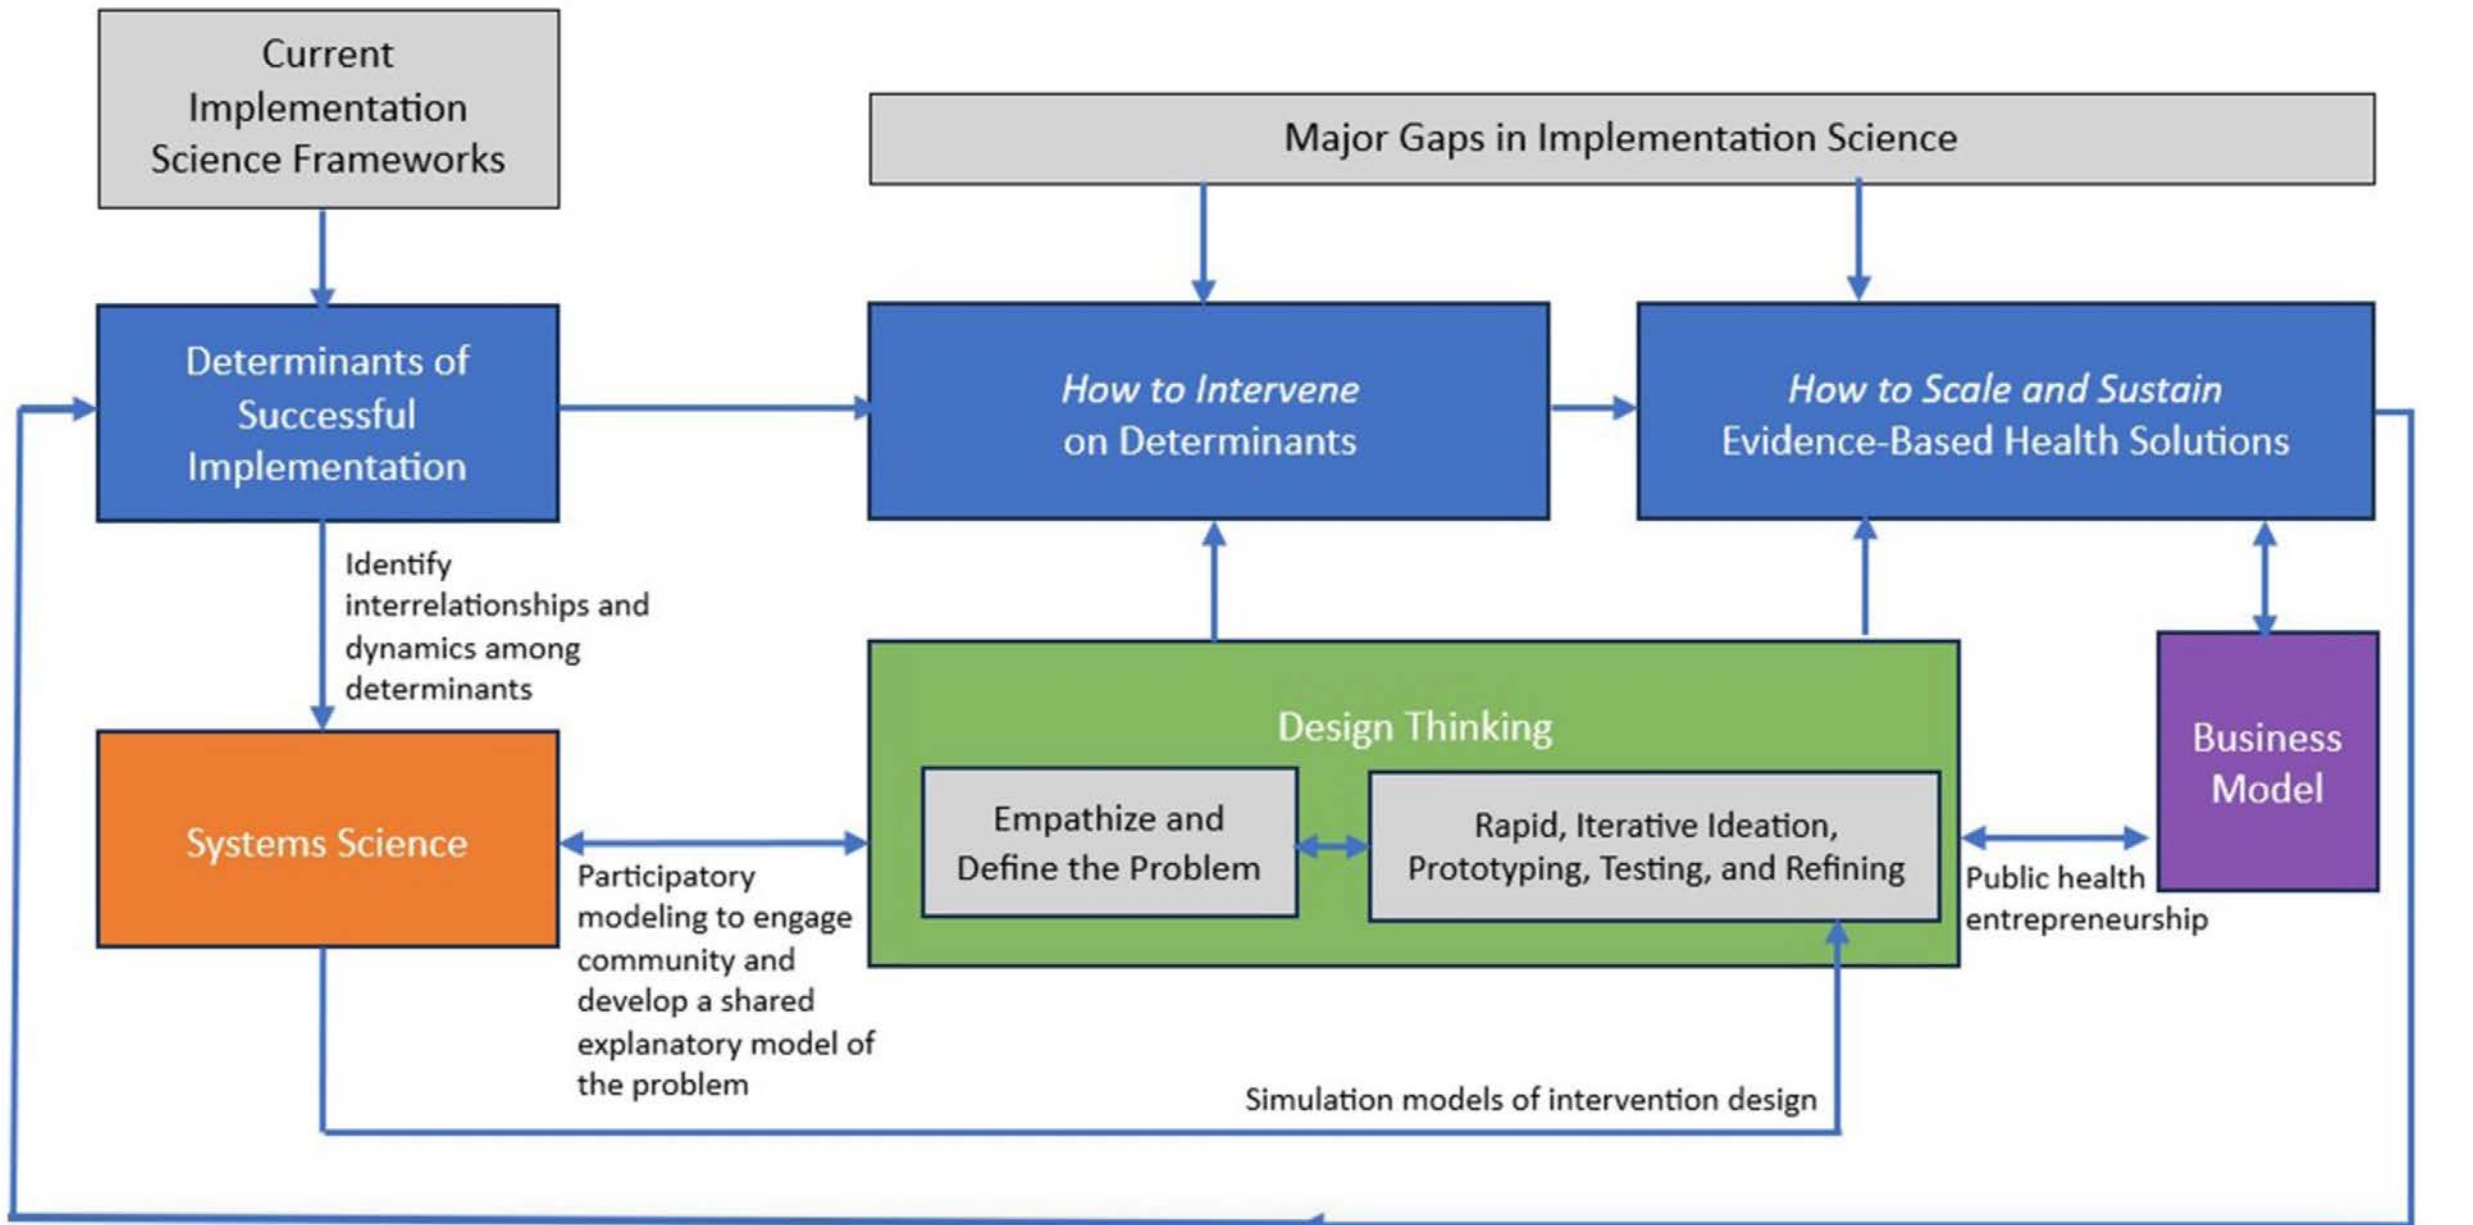 Current
Implementation
Science Frameworks
Major Gaps in Implementation Science
Determinants of
Successful
Implementation
How to Intervene
on Determinants
How to Scale and Sustain
Evidence-Based Health Solutions
Identify
interrelationships and
dynamics among
determinants
Systems Science
Participatory
modeling to engage
community and
develop a shared
explanatory model of
the problem
Design Thinking
Empathize and
Define the Problem
Rapid, Iterative Ideation,
Prototyping, Testing, and Refining
Business
Model
Public health
entrepreneurship
Simulation models of intervention design